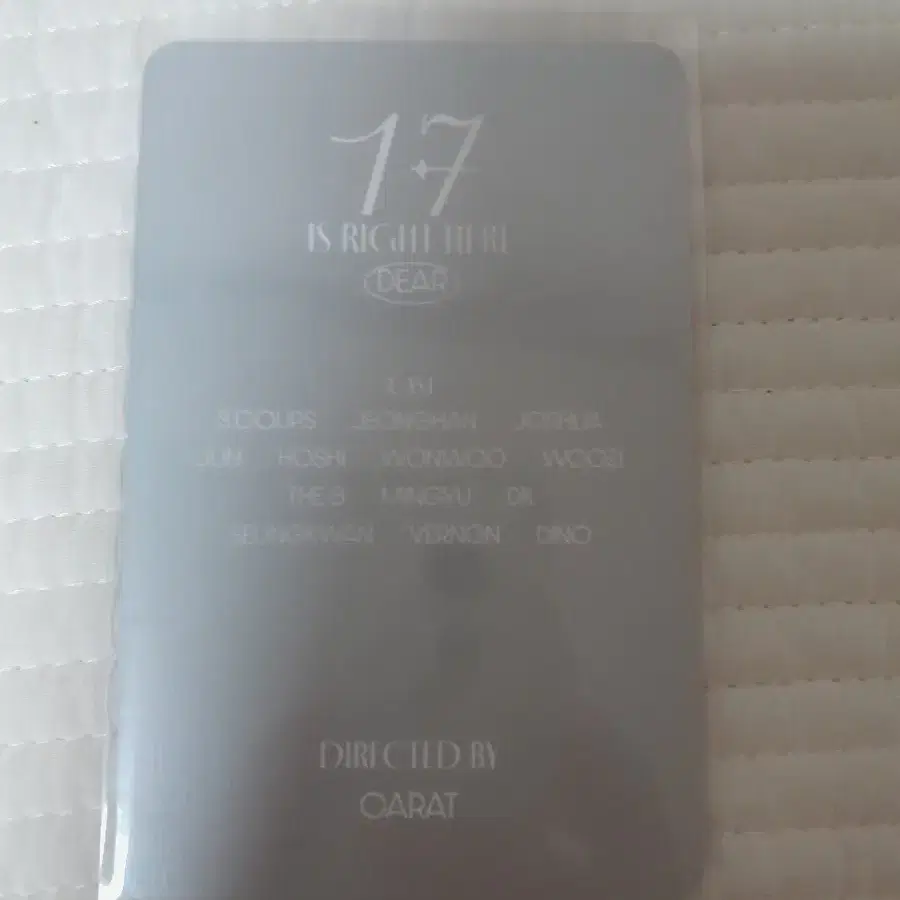 17
IS RIGHT HERE
DEAR
CAST
S.COUPS JEONGHAN JOSHUA
JUN HOSHI WONWOO WOOZI
THE 8 MINGYU DK
SEUNGKWAN VERNON DINO
DIRECTED BY
CARAT